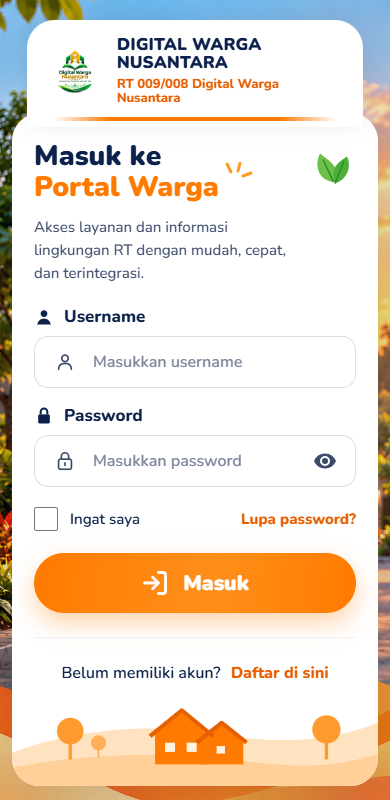 Digital Warga
Nusantara
DIGITAL WARGA
NUSANTARA
RT 009/008 Digital Warga
Nusantara
Masuk ke
Portal Warga
Akses layanan dan informasi
lingkungan RT dengan mudah, cepat,
dan terintegrasi.
Username
Masukkan username
Password
Masukkan password
Ingat saya
Lupa password?
Masuk
Belum memiliki akun? Daftar di sini